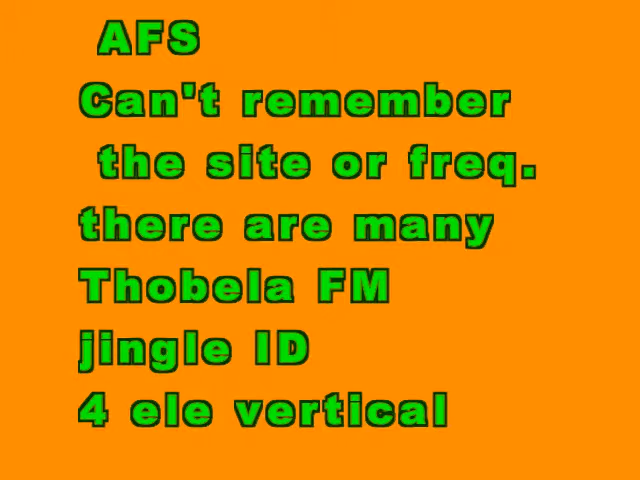 AFS
Can't remember
the site or freq.
there are many
Thobela FM
jingle ID
4 ele vertical